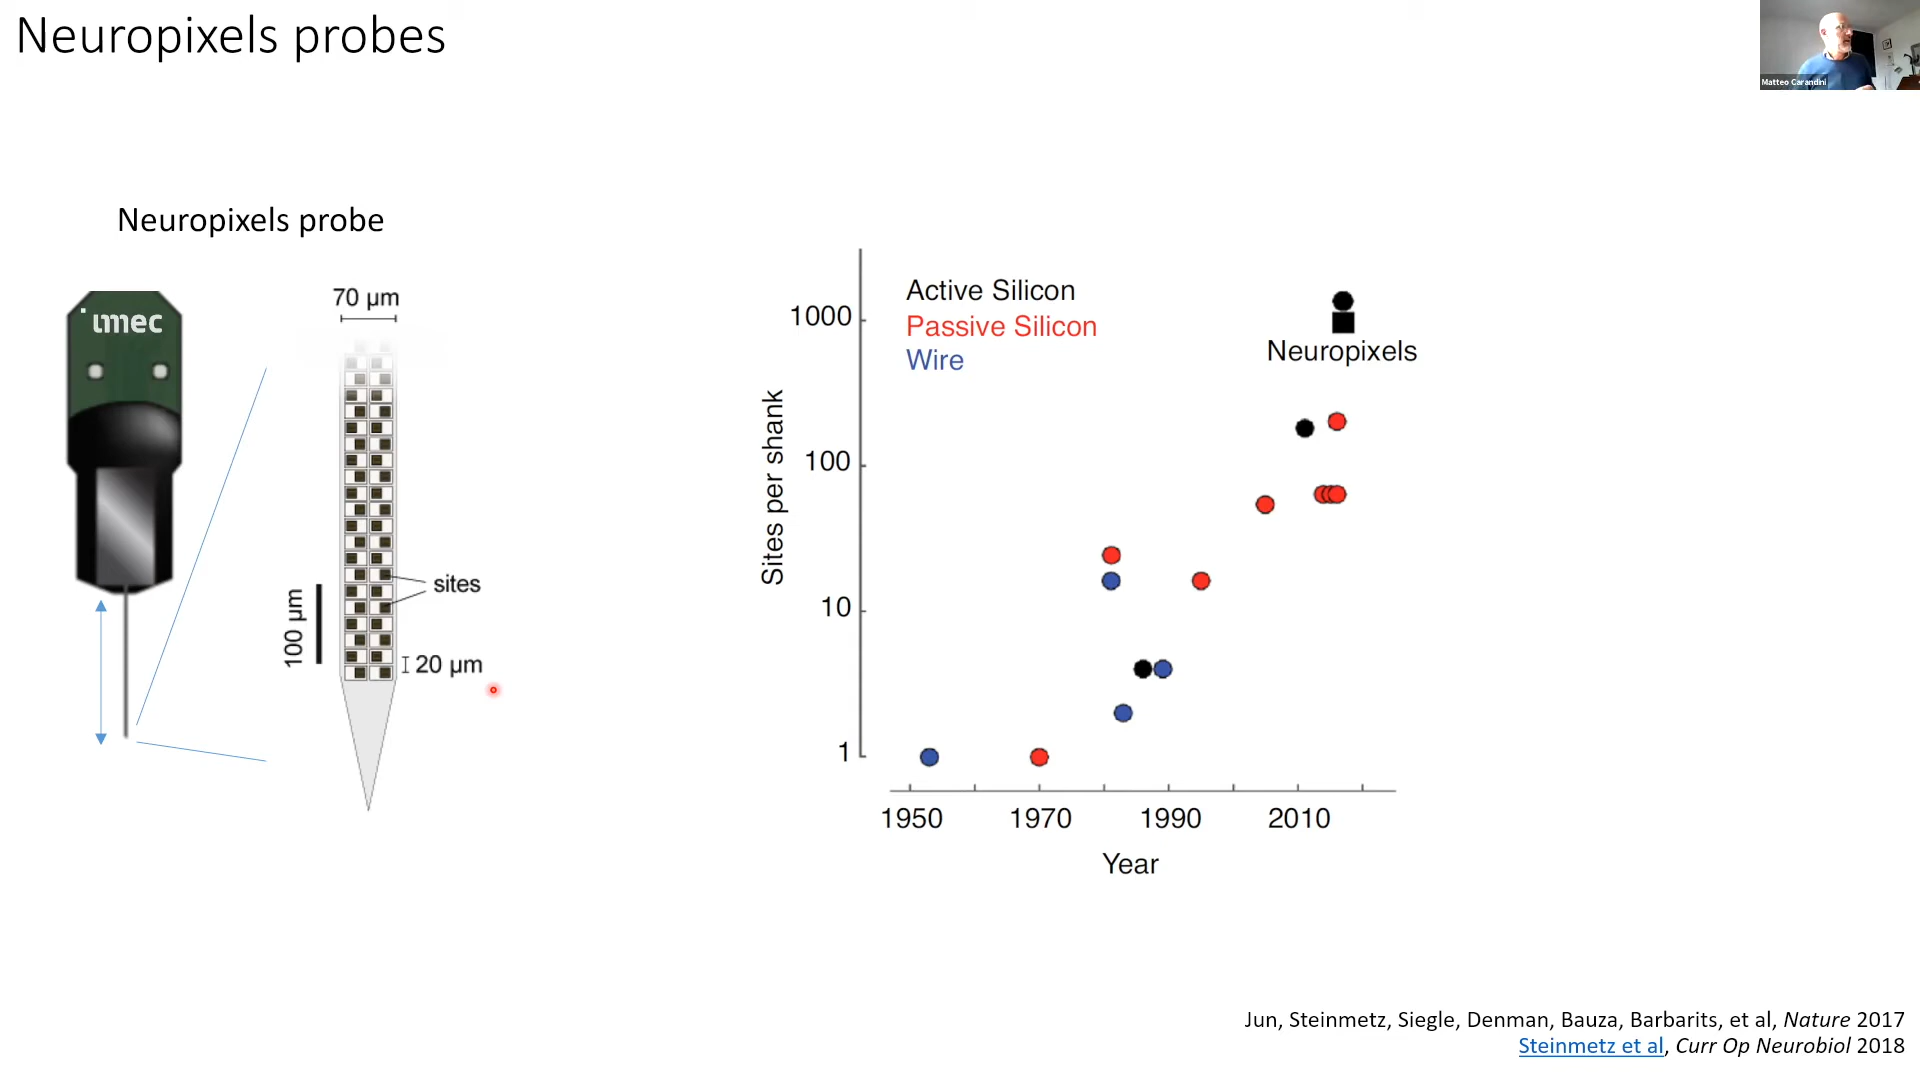 Neuropixels probes
Matteo Carandini
Neuropixels probe
imec
70 µm
sites
100 µm
20 µm
Active Silicon
Passive Silicon
Wire
Neuropixels
Sites per shank
1000
100
10
1
1950 1970 1990 2010
Year
Jun, Steinmetz, Siegle, Denman, Bauza, Barbarits, et al, Nature 2017
Steinmetz et al, Curr Op Neurobiol 2018